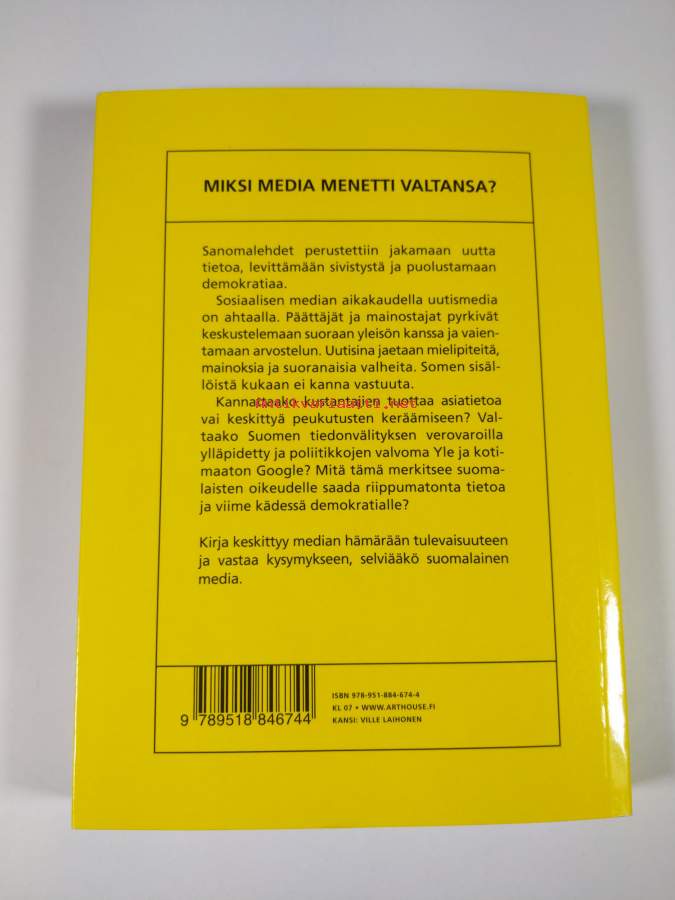 MIKSI MEDIA MENETTI VALTANSA?
Sanomalehdet perustettiin jakamaan uutta
tietoa, levittämään sivistystä ja puolustamaan
demokratiaa.
Sosiaalisen median aikakaudella uutismedia
on ahtaalla. Päättäjät ja mainostajat pyrkivät
keskustelemaan suoraan yleisön kanssa ja vaien-
tamaan arvostelun. Uutisina jaetaan mielipiteitä,
mainoksia ja suoranaisia valheita. Somen sisäl-
löistä kukaan ei kanna vastuuta.
Kannattaako kustantajien tuottaa asiatietoa
Antikvariaatti.net
vai keskittyä peukutusten keräämiseen? Val-
taako Suomen tiedonvälityksen verovaroilla
ylläpidetty ja poliitikkojen valvoma Yle ja koti-
maaton Google? Mitä tämä merkitsee suoma-
laisten oikeudelle saada riippumatonta tietoa
ja viime kädessä demokratialle?
Kirja keskittyy median hämärään tulevaisuuteen
ja vastaa kysymykseen, selviääkö suomalainen
media.
ISBN 978-951-884-674-4
KL 07 • WWW.ARTHOUSE.FI
KANSI: VILLE LAIHONEN
9 789518 846744